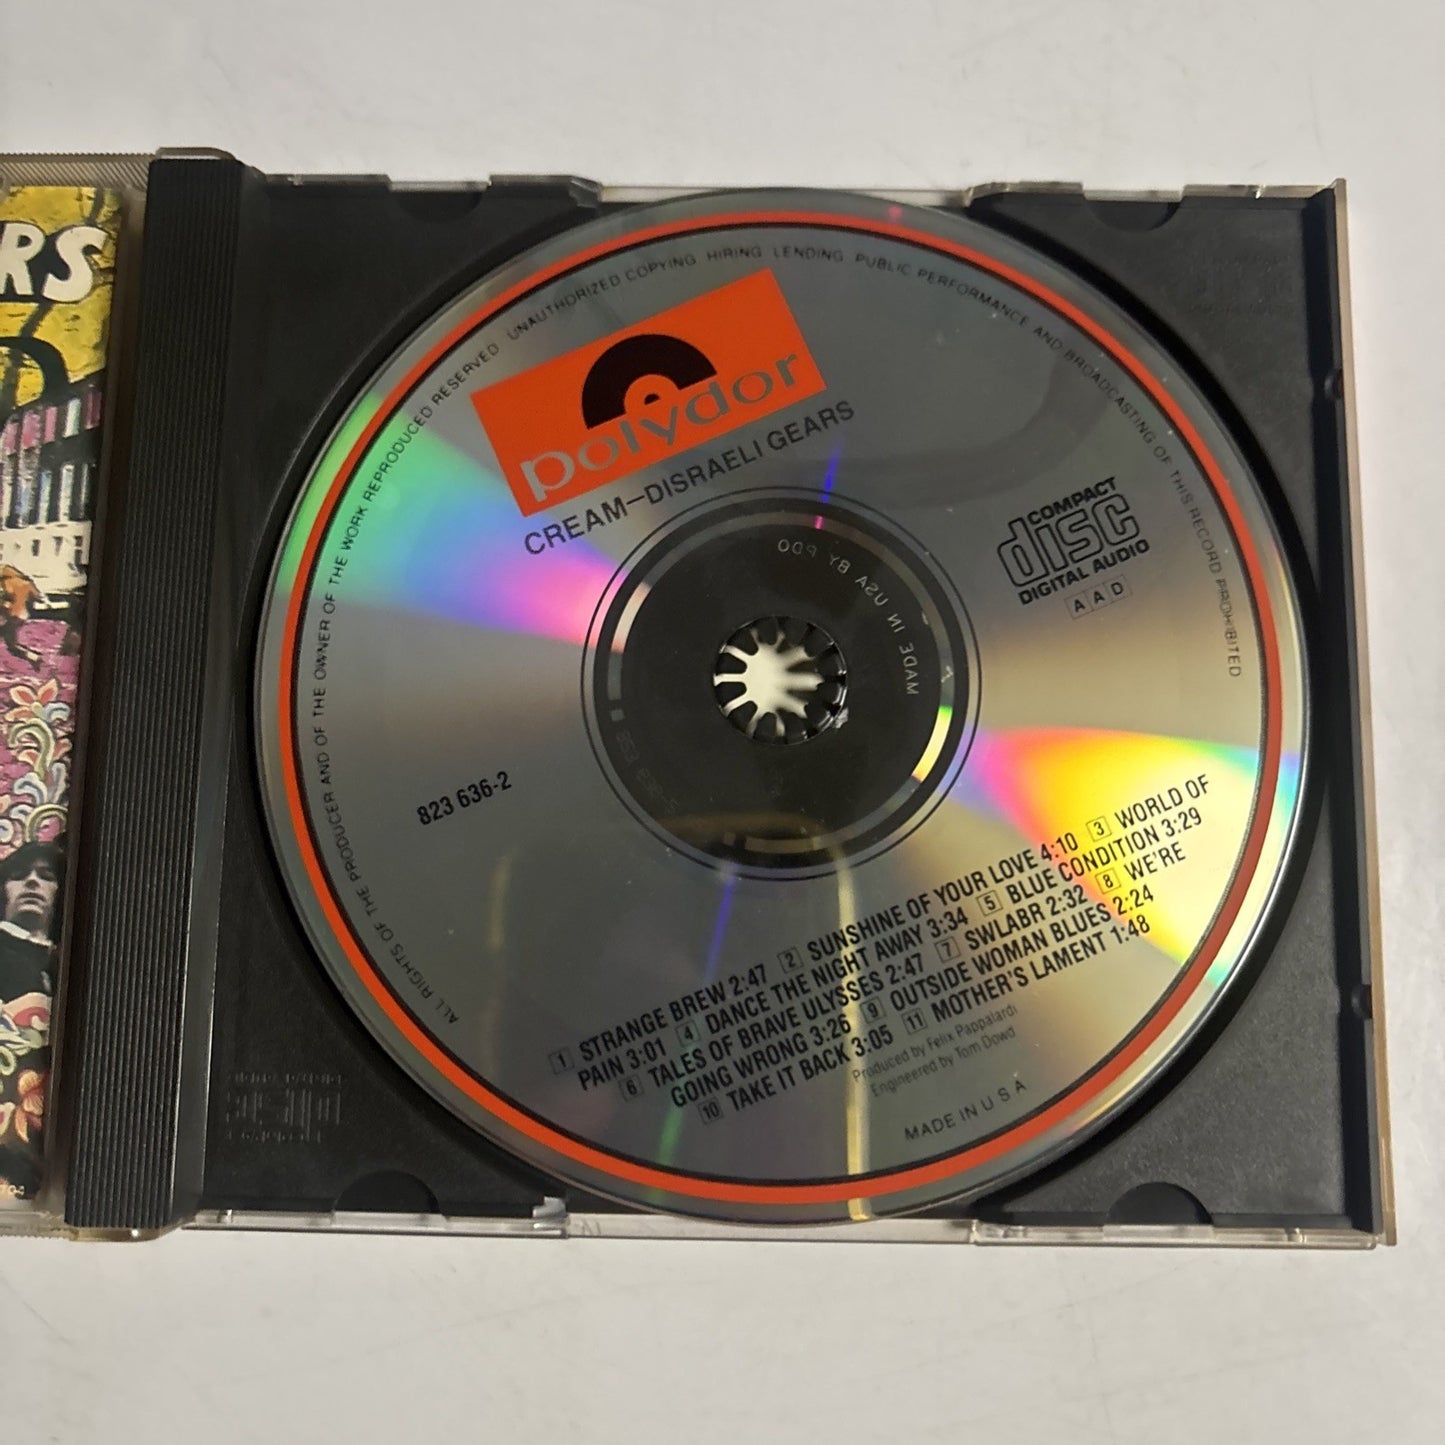 RS
ALL RIGHTS OF THE PRODUCER AND OF THE OWNER OF THE WORK REPRODUCED RESERVED UNAUTHORIZED COPYING HIRING LENDING PUBLIC PERFORMANCE AND BROADCASTING OF THIS RECORD PROHIBITED
polydor
CREAM—DISRAELI GEARS
COMPACT
disc
DIGITAL AUDIO
AAD
MADE IN USA BY PDO
823 636-2
1 STRANGE BREW 2:47 2 SUNSHINE OF YOUR LOVE 4:10 3 WORLD OF
PAIN 3:01 4 DANCE THE NIGHT AWAY 3:34 5 BLUE CONDITION 3:29
6 TALES OF BRAVE ULYSSES 2:47 7 SWLABR 2:32 8 WE'RE
GOING WRONG 3:26 9 OUTSIDE WOMAN BLUES 2:24
10 TAKE IT BACK 3:05 11 MOTHER'S LAMENT 1:48
Produced by Felix Pappalardi
Engineered by Tom Dowd
MADE IN U S A